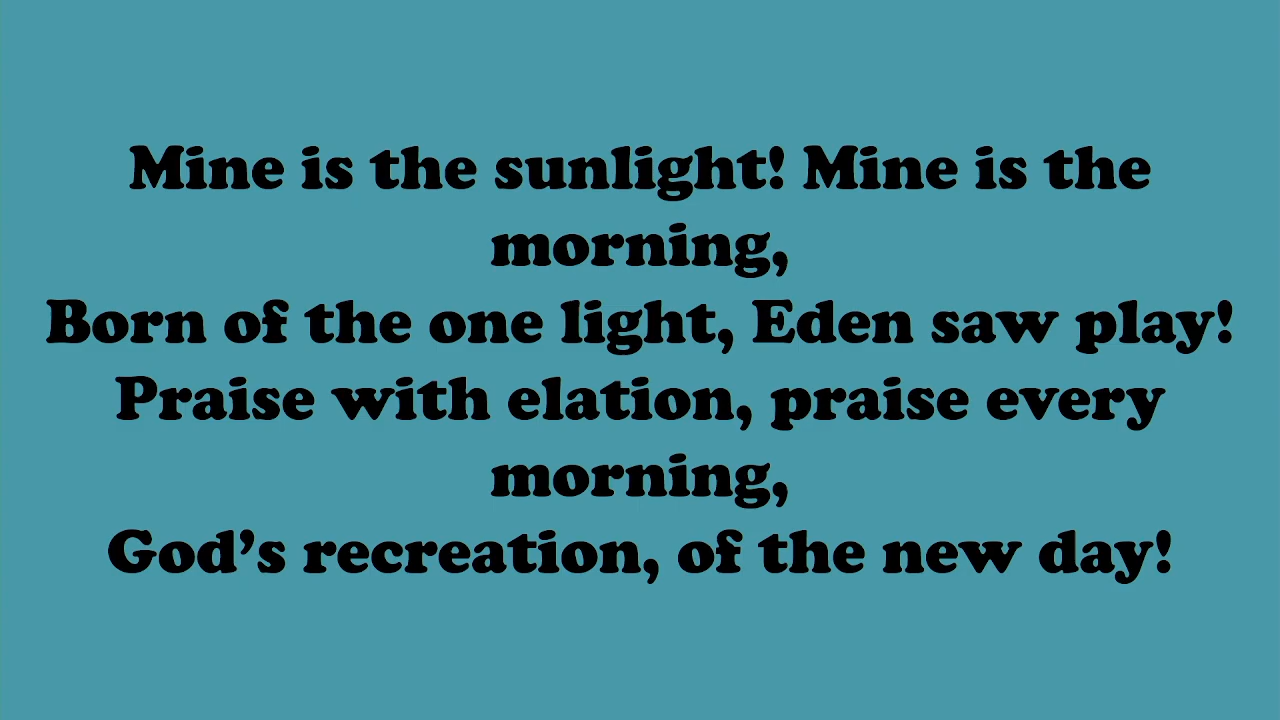 Mine is the sunlight! Mine is the
morning,
Born of the one light, Eden saw play!
Praise with elation, praise every
morning,
God’s recreation, of the new day!